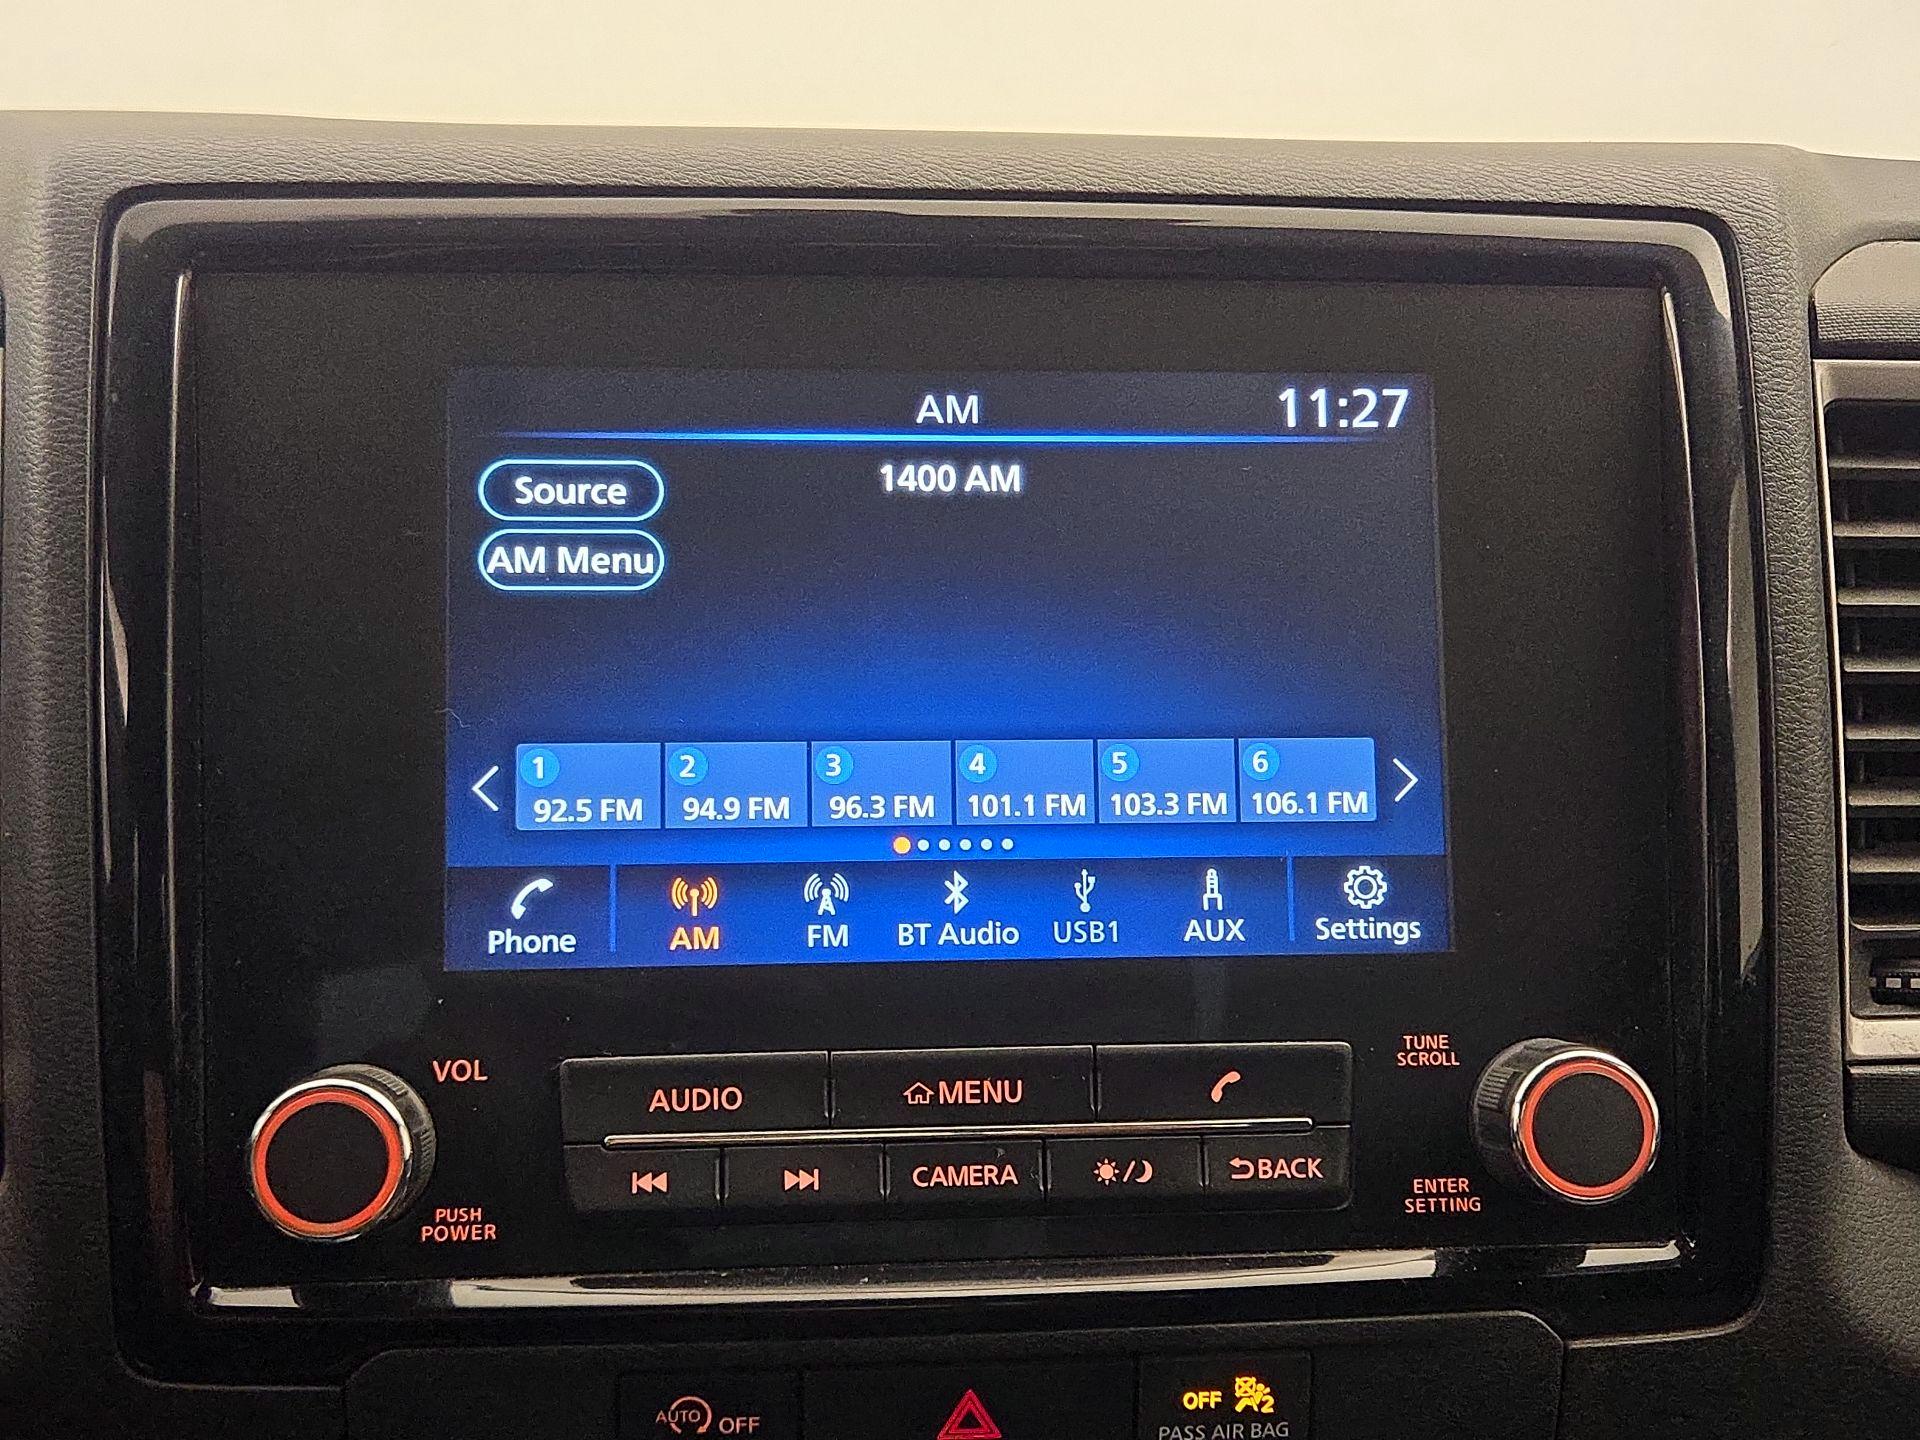 AM
11:27
1400 AM
Source
AM Menu
1
2
3
4
5
6
92.5 FM
94.9 FM
96.3 FM
101.1 FM
103.3 FM
106.1 FM
Phone
AM
FM
BT Audio
USB1
AUX
Settings
VOL
PUSH
POWER
AUDIO
MENU
CAMERA
BACK
TUNE
SCROLL
ENTER
SETTING
AUTO OFF
OFF 2
PASS AIR BAG